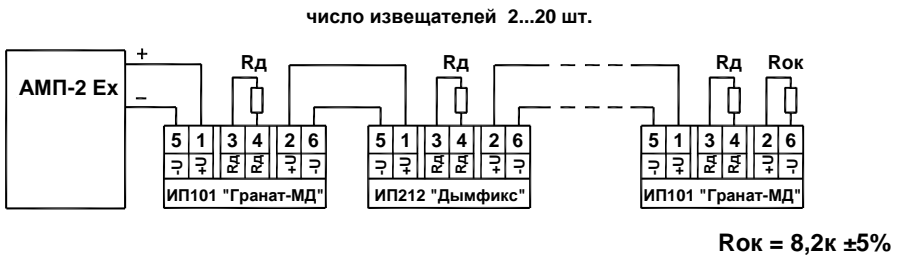 число извещателей 2...20 шт.
+
АМП-2 Ex
–
Rд
Rд
Rд
Rок
5 1 3 4 2 6
-U +U Rд Rд +U -U
ИП101 "Гранат-МД"
5 1 3 4 2 6
-U +U Rд Rд +U -U
ИП212 "Дымфикс"
5 1 3 4 2 6
-U +U Rд Rд +U -U
ИП101 "Гранат-МД"
Rок = 8,2к ±5%